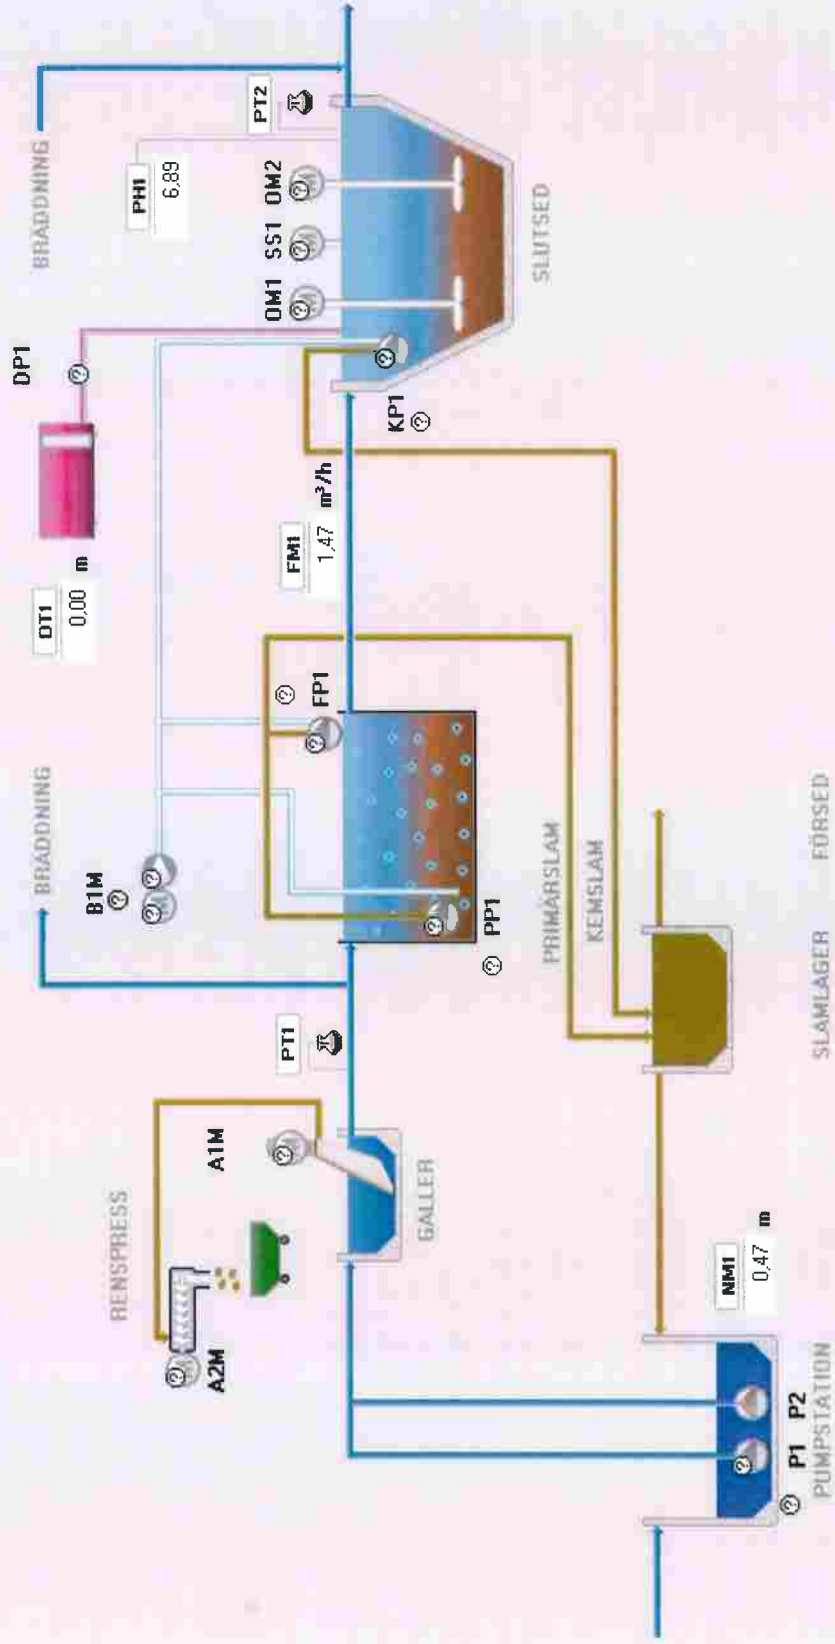 BRÄDDNING
BRÄDDNING
RENSPRESS
A2M
A1M
GALLER
PT1
B1M
PP1
FP1
OT1
0,00 m
DP1
FM1
1,47 m³/h
KP1
OM1
SS1
OM2
PH1
6,89
PT2
SLUTSED
PRIMÄRSLAM
KEMSLAM
SLAMLAGER
FÖRSED
NM1
0,47 m
P1 P2
PUMPSTATION